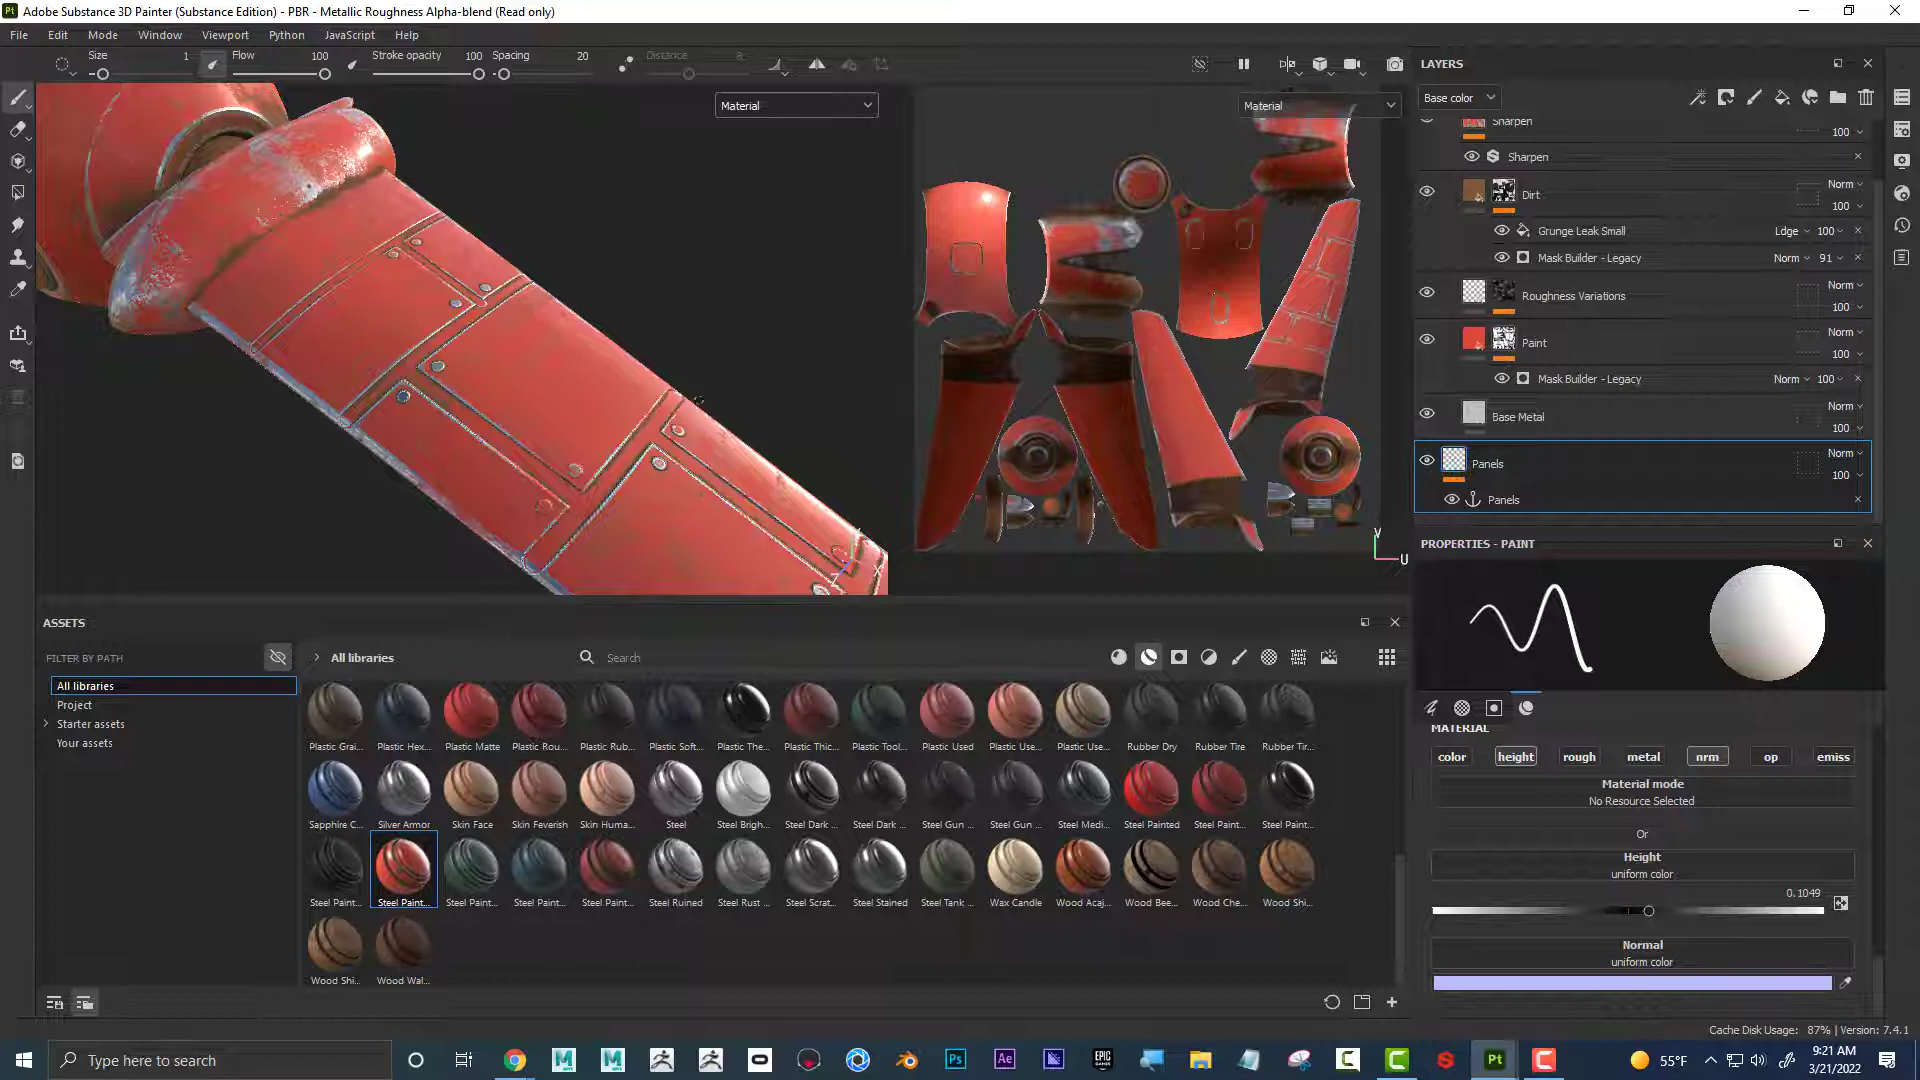 Adobe Substance 3D Painter (Substance Edition) - PBR - Metallic Roughness Alpha-blend (Read only)
File Edit Mode Window Viewport Python JavaScript Help
Size 1 Flow 100 Stroke opacity 100 Spacing 20 Distance 8
Material
Material
V
U
LAYERS
Base color
Sharpen
100
Sharpen
Norm
Dirt
100
Grunge Leak Small Ldge 100
Mask Builder - Legacy Norm 91
Norm
Roughness Variations
100
Norm
Paint
100
Mask Builder - Legacy Norm 100
Norm
Base Metal
100
Norm
Panels
100
Panels
PROPERTIES - PAINT
MATERIAL
color height rough metal nrm op emiss
Material mode
No Resource Selected
Or
Height
uniform color
0.1049
Normal
uniform color
ASSETS
FILTER BY PATH
All libraries
Project
Starter assets
Your assets
All libraries
Search
Plastic Grai... Plastic Hex... Plastic Matte Plastic Rou... Plastic Rub... Plastic Soft... Plastic The... Plastic Thic... Plastic Tool... Plastic Used Plastic Use... Plastic Use... Rubber Dry Rubber Tire Rubber Tir...
Sapphire C... Silver Armor Skin Face Skin Feverish Skin Huma... Steel Steel Brigh... Steel Dark ... Steel Dark ... Steel Gun ... Steel Gun ... Steel Medi... Steel Painted Steel Paint... Steel Paint...
Steel Paint... Steel Paint... Steel Paint... Steel Paint... Steel Paint... Steel Ruined Steel Rust ... Steel Scrat... Steel Stained Steel Tank ... Wax Candle Wood Acaj... Wood Bee... Wood Che... Wood Shi...
Wood Shi... Wood Wal...
Cache Disk Usage: 87% | Version: 7.4.1
Type here to search
55°F
9:21 AM
3/21/2022